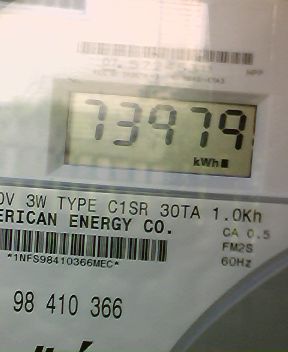 73979
kWh
0V 3W TYPE C1SR 30TA 1.0Kh
ERICAN ENERGY CO.
CA 0.5
FM2S
60Hz
*1NFS98410366MEC*
98 410 366